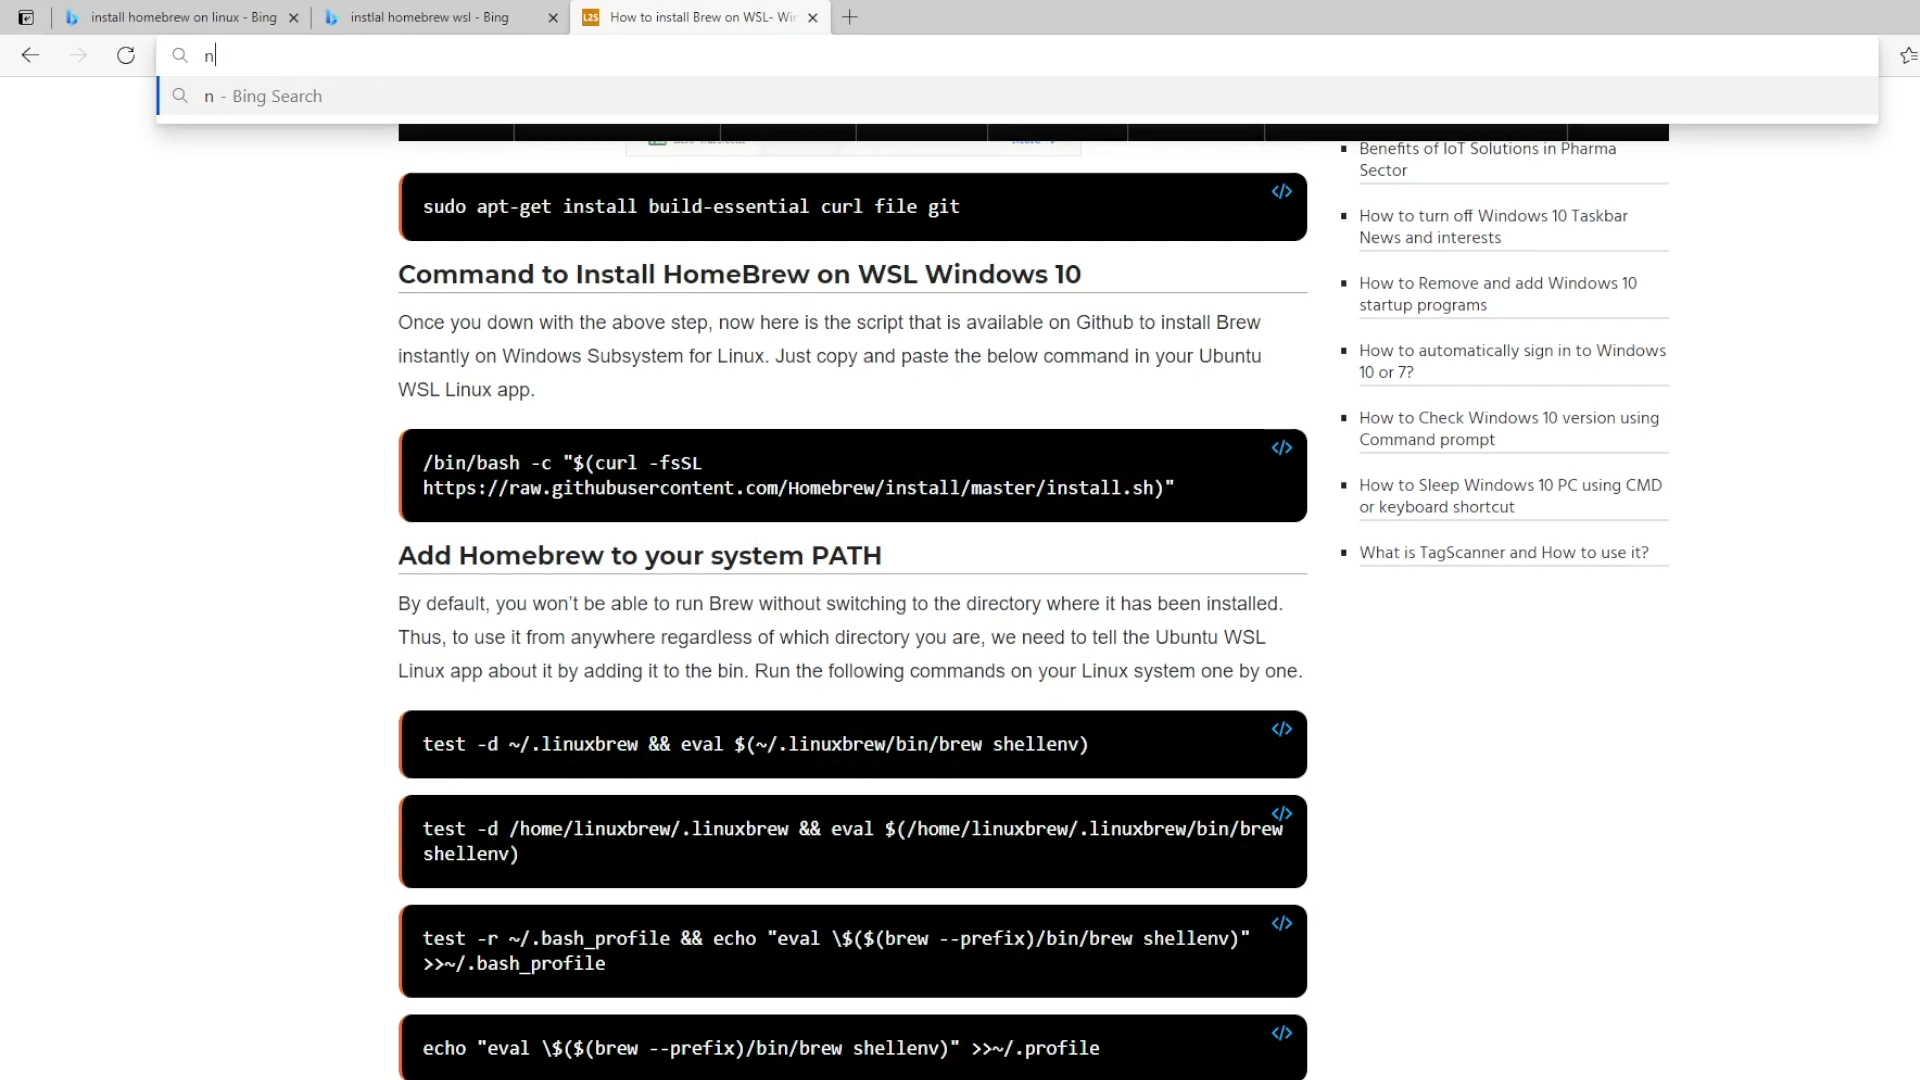 install homebrew on linux - Bing
instlal homebrew wsl - Bing
L2S
How to install Brew on WSL- Wi
n
n - Bing Search
sudo apt-get install build-essential curl file git
Command to Install HomeBrew on WSL Windows 10
Once you down with the above step, now here is the script that is available on Github to install Brew
instantly on Windows Subsystem for Linux. Just copy and paste the below command in your Ubuntu
WSL Linux app.
/bin/bash -c "$(curl -fsSL
https://raw.githubusercontent.com/Homebrew/install/master/install.sh)"
Add Homebrew to your system PATH
By default, you won’t be able to run Brew without switching to the directory where it has been installed.
Thus, to use it from anywhere regardless of which directory you are, we need to tell the Ubuntu WSL
Linux app about it by adding it to the bin. Run the following commands on your Linux system one by one.
test -d ~/.linuxbrew && eval $(~/.linuxbrew/bin/brew shellenv)
test -d /home/linuxbrew/.linuxbrew && eval $(/home/linuxbrew/.linuxbrew/bin/brew
shellenv)
test -r ~/.bash_profile && echo "eval \$($(brew --prefix)/bin/brew shellenv)"
>>~/.bash_profile
echo "eval \$($(brew --prefix)/bin/brew shellenv)" >>~/.profile
Benefits of IoT Solutions in Pharma
Sector
How to turn off Windows 10 Taskbar
News and interests
How to Remove and add Windows 10
startup programs
How to automatically sign in to Windows
10 or 7?
How to Check Windows 10 version using
Command prompt
How to Sleep Windows 10 PC using CMD
or keyboard shortcut
What is TagScanner and How to use it?